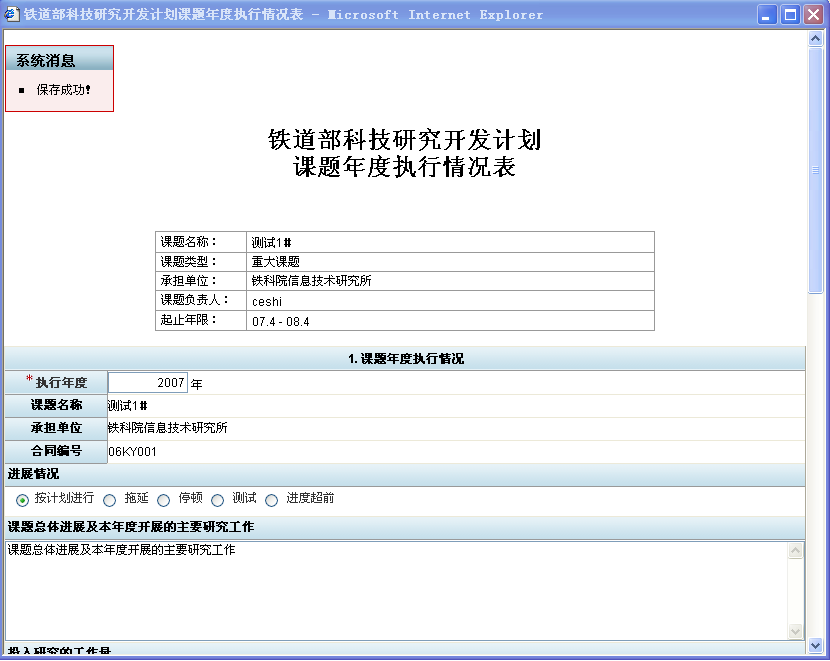 铁道部科技研究开发计划课题年度执行情况表 - Microsoft Internet Explorer
系统消息
保存成功!
铁道部科技研究开发计划
课题年度执行情况表
课题名称： 测试1#
课题类型： 重大课题
承担单位： 铁科院信息技术研究所
课题负责人： ceshi
起止年限： 07.4 - 08.4
1. 课题年度执行情况
*执行年度 2007 年
课题名称 测试1#
承担单位 铁科院信息技术研究所
合同编号 06KY001
进展情况
按计划进行 拖延 停顿 测试 进度超前
课题总体进展及本年度开展的主要研究工作
课题总体进展及本年度开展的主要研究工作
投入研究的工作量